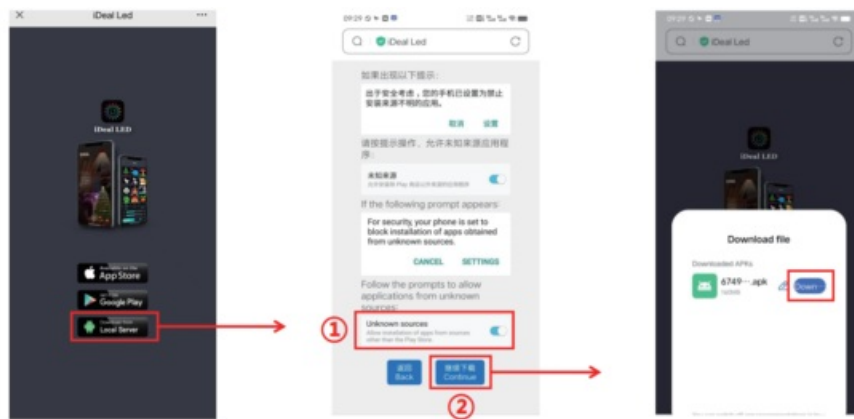 iDeal Led
iDeal LED
App Store
Google Play
Local Server
09:29
iDeal Led
如果出现以下提示:
出于安全考虑，您的手机已设置为禁止
安装来源不明的应用。
取消 设置
请按提示操作，允许未知来源应用程
序:
未知来源
If the following prompt appears:
For security, your phone is set to
block installation of apps obtained
from unknown sources.
CANCEL SETTINGS
Follow the prompts to allow
applications from unknown
sources:
① Unknown sources
Allow installation of apps from sources
other than the Play Store.
返回 继续下载
Back Continue
②
09:29
iDeal Led
iDeal LED
Download file
Downloaded APKs
6749···.apk Down···